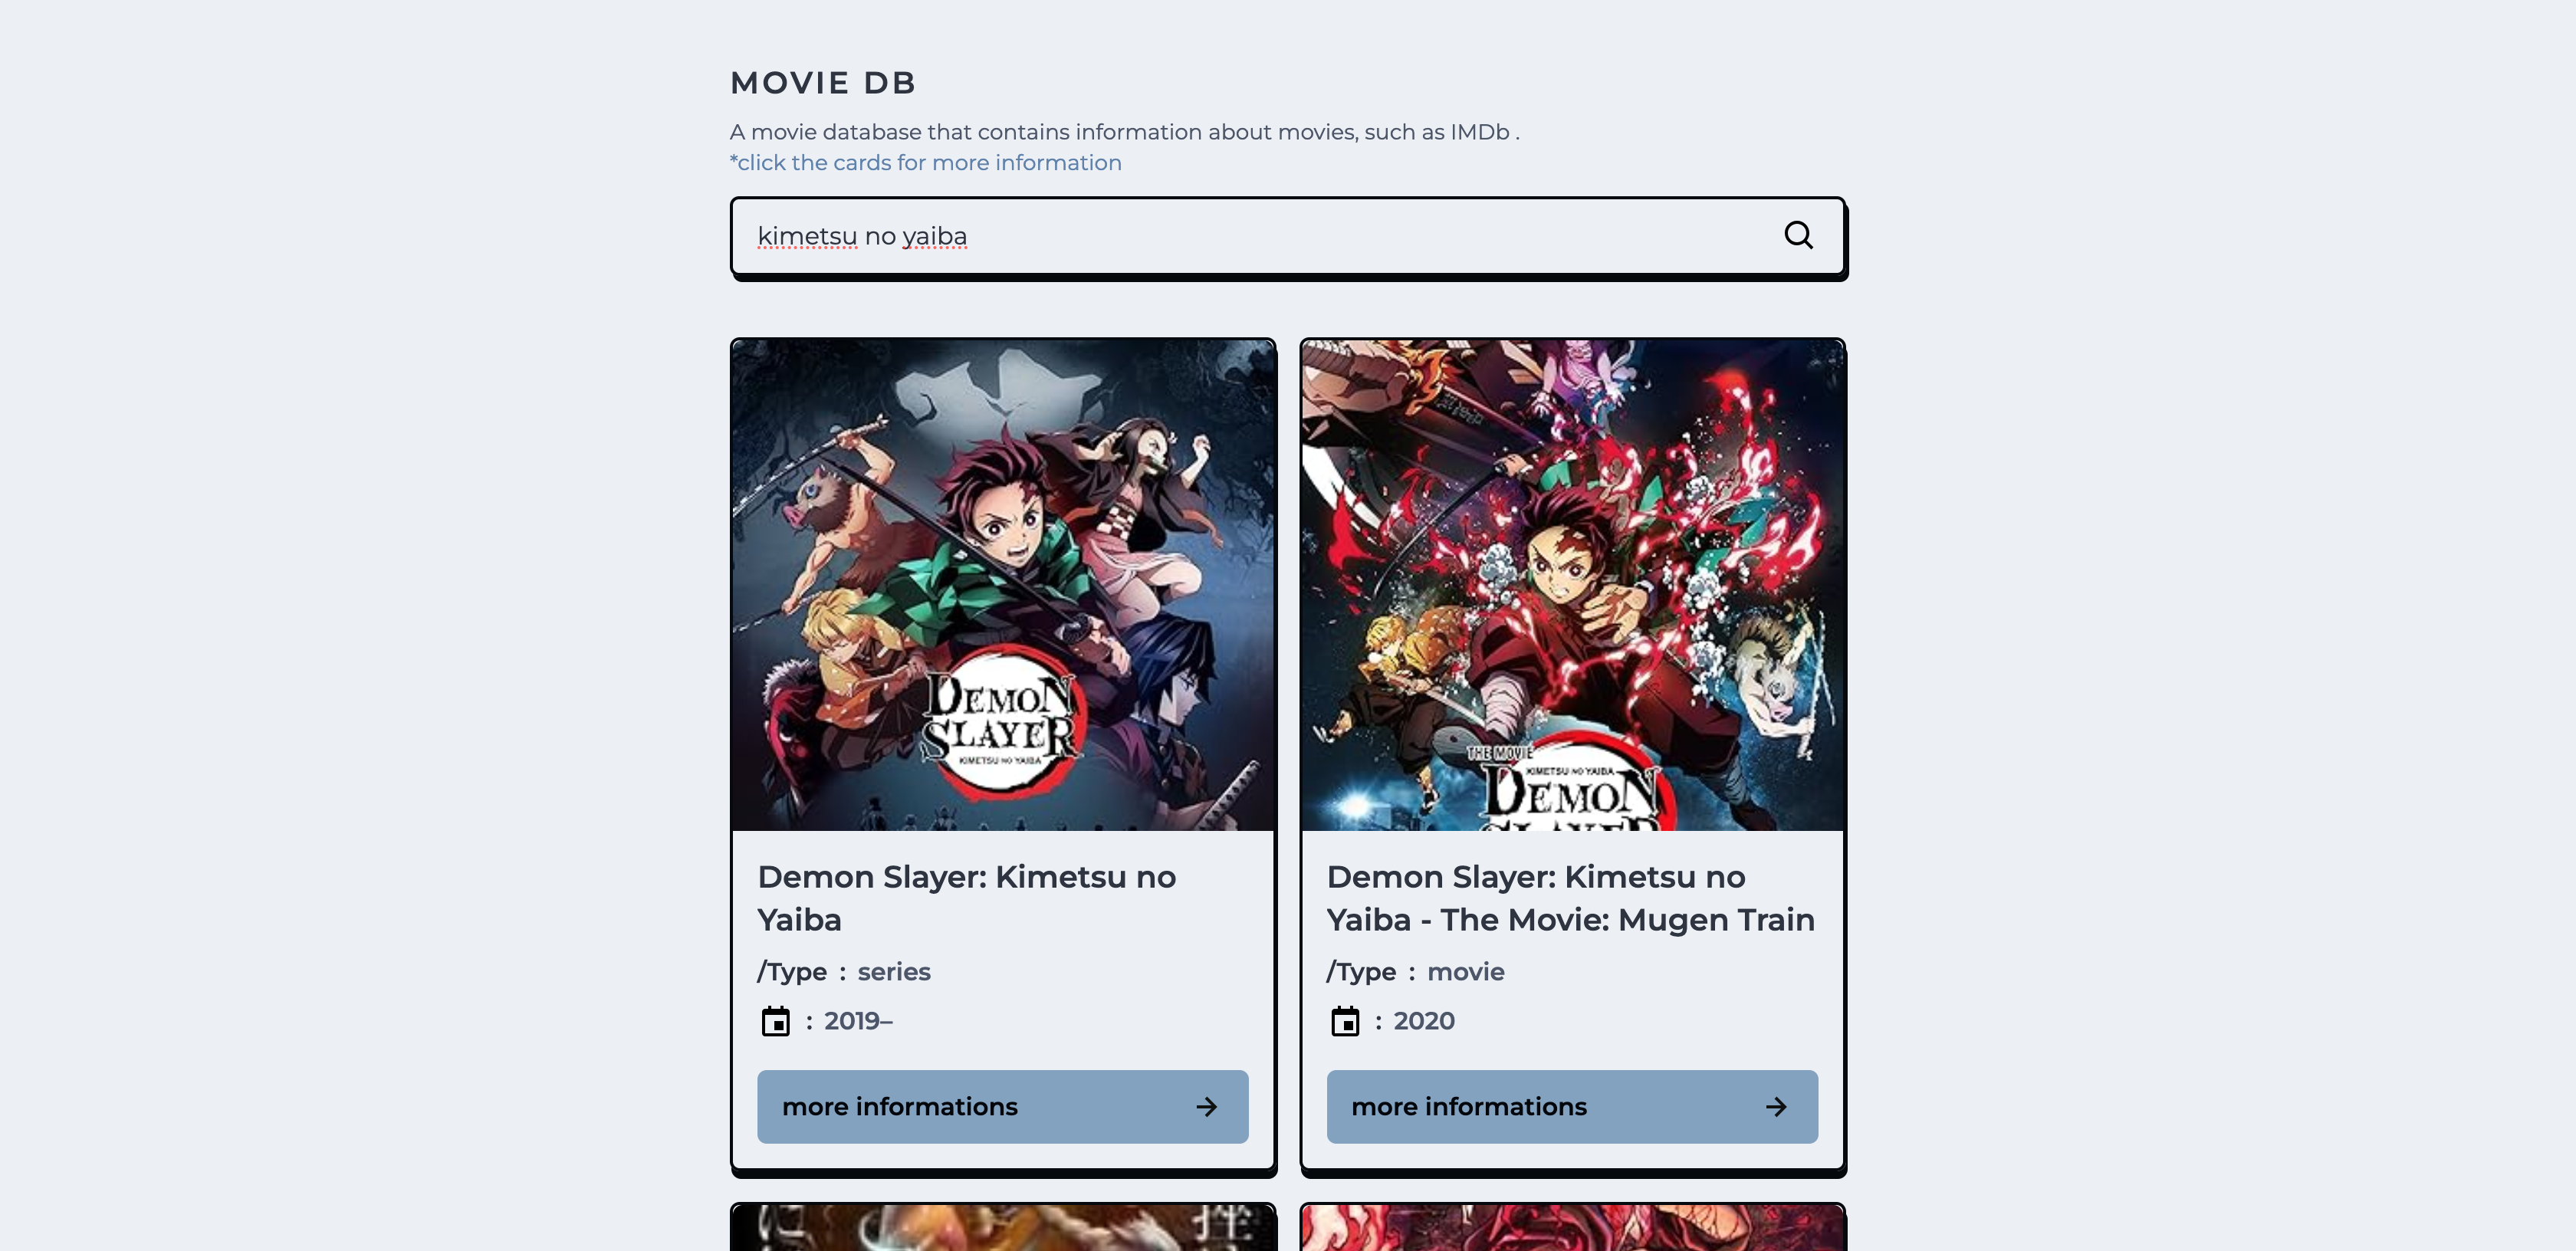 MOVIE DB
A movie database that contains information about movies, such as IMDb .
*click the cards for more information
kimetsu no yaiba
DEMON
SLAYER
KIMETSU NO YAIBA
THE MOVIE
KIMETSU NO YAIBA
DEMON
SLAYER
Demon Slayer: Kimetsu no
Yaiba
/Type : series
: 2019–
more informations
Demon Slayer: Kimetsu no
Yaiba - The Movie: Mugen Train
/Type : movie
: 2020
more informations